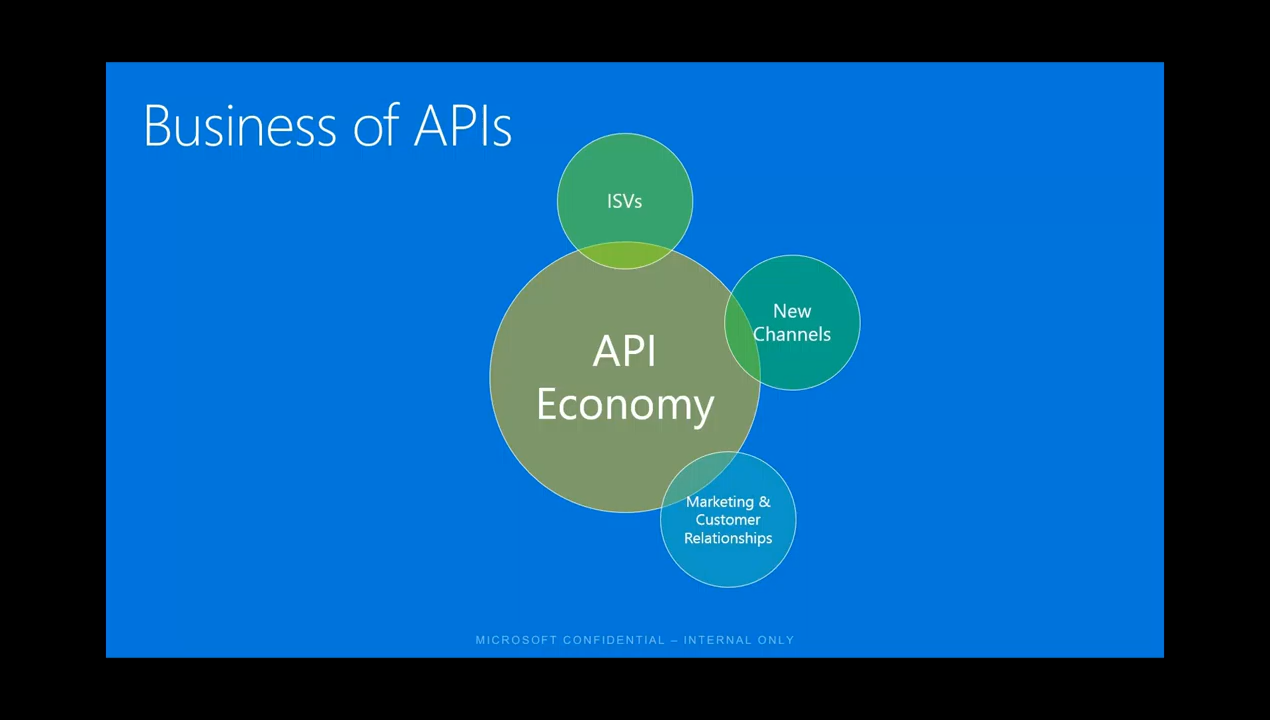 Business of APIs
ISVs
New
Channels
API
Economy
Marketing &
Customer
Relationships
MICROSOFT CONFIDENTIAL – INTERNAL ONLY